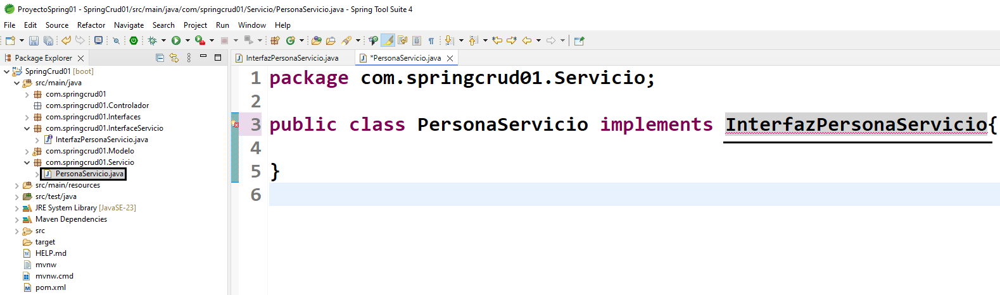 ProyectoSpring01 - SpringCrud01/src/main/java/com/springcrud01/Servicio/PersonaServicio.java - Spring Tool Suite 4
File Edit Source Refactor Navigate Search Project Run Window Help
Package Explorer
SpringCrud01 [boot]
src/main/java
com.springcrud01
com.springcrud01.Controlador
com.springcrud01.Interfaces
com.springcrud01.InterfaceServicio
InterfazPersonaServicio.java
com.springcrud01.Modelo
com.springcrud01.Servicio
PersonaServicio.java
src/main/resources
src/test/java
JRE System Library [JavaSE-23]
Maven Dependencies
src
target
HELP.md
mvnw
mvnw.cmd
pom.xml
InterfazPersonaServicio.java *PersonaServicio.java
1 package com.springcrud01.Servicio;
2
3 public class PersonaServicio implements InterfazPersonaServicio{
4
5 }
6